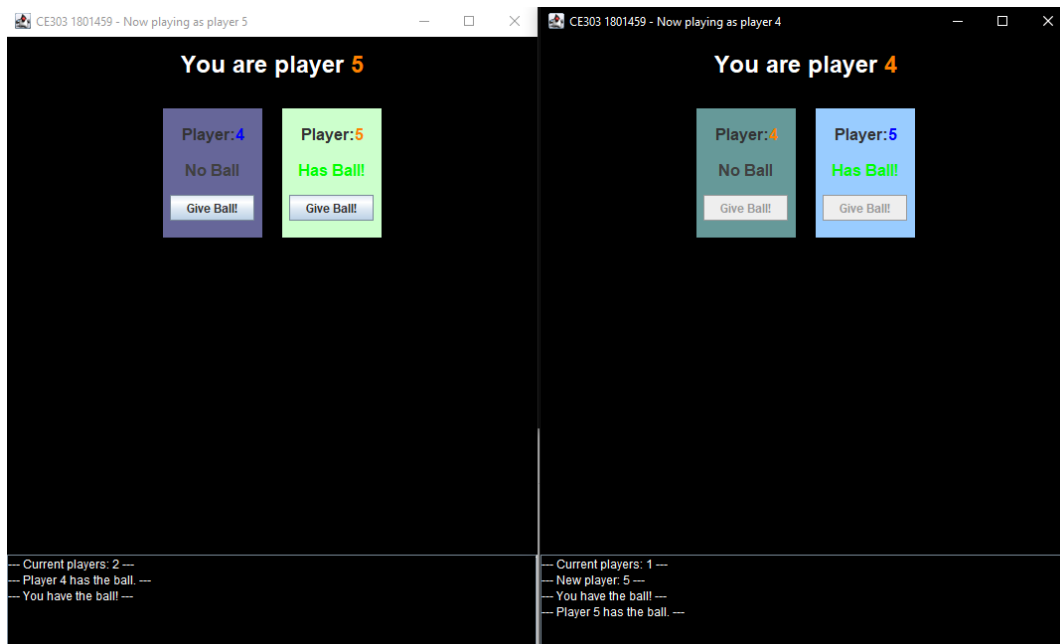 CE303 1801459 - Now playing as player 5
You are player 5
Player:4
No Ball
Give Ball!
Player:5
Has Ball!
Give Ball!
--- Current players: 2 ---
--- Player 4 has the ball. ---
--- You have the ball! ---
CE303 1801459 - Now playing as player 4
You are player 4
Player:4
No Ball
Give Ball!
Player:5
Has Ball!
Give Ball!
--- Current players: 1 ---
--- New player: 5 ---
--- You have the ball! ---
--- Player 5 has the ball. ---